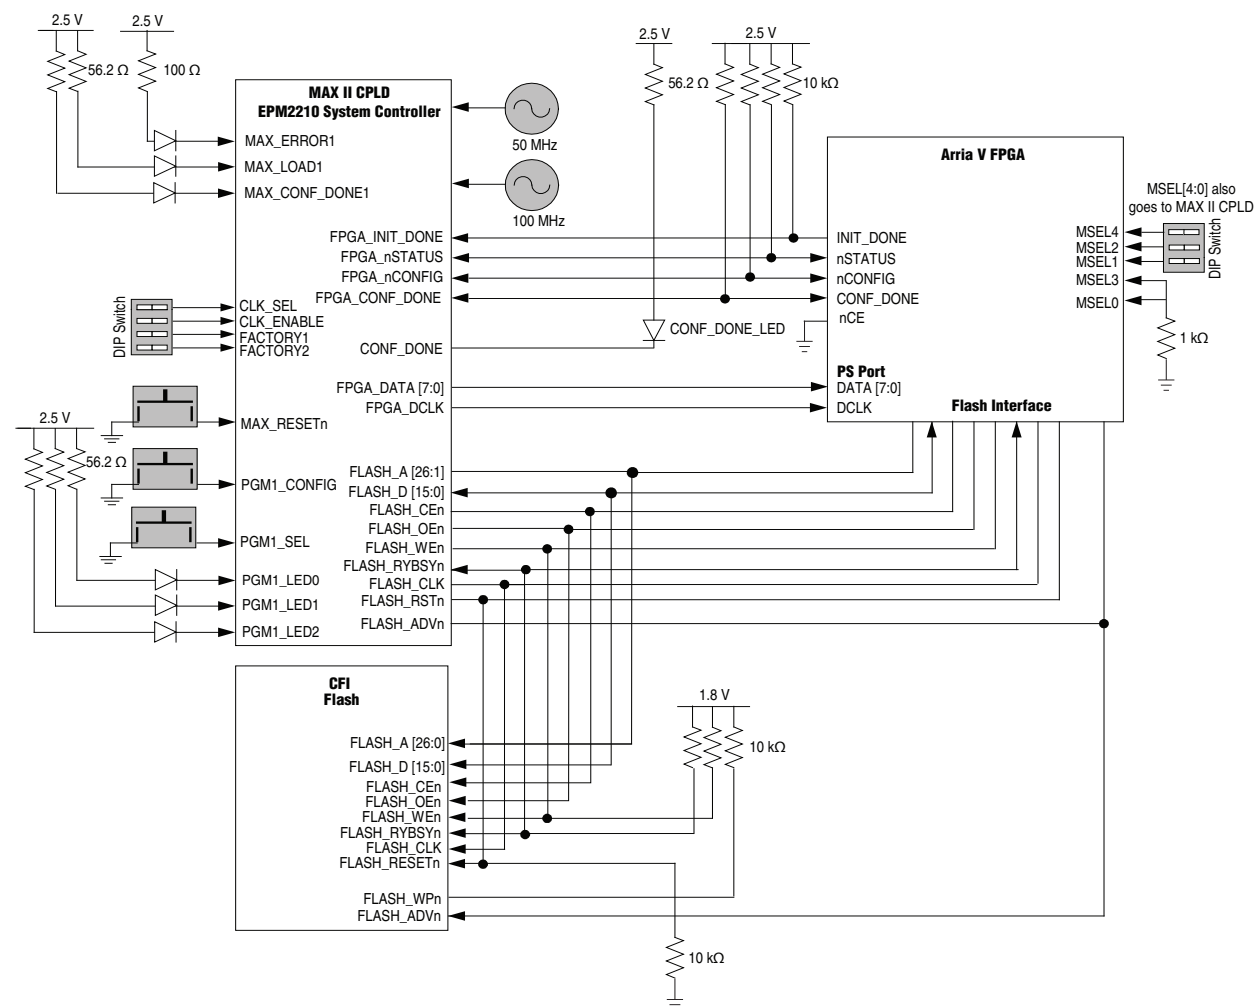 2.5 V
2.5 V
56.2 Ω
100 Ω
2.5 V
2.5 V
56.2 Ω
10 kΩ
MAX II CPLD
EPM2210 System Controller
MAX_ERROR1
MAX_LOAD1
MAX_CONF_DONE1
50 MHz
100 MHz
FPGA_INIT_DONE
FPGA_nSTATUS
FPGA_nCONFIG
FPGA_CONF_DONE
DIP Switch
CLK_SEL
CLK_ENABLE
FACTORY1
FACTORY2
CONF_DONE
CONF_DONE_LED
FPGA_DATA [7:0]
FPGA_DCLK
MAX_RESETn
2.5 V
56.2 Ω
PGM1_CONFIG
PGM1_SEL
PGM1_LED0
PGM1_LED1
PGM1_LED2
FLASH_A [26:1]
FLASH_D [15:0]
FLASH_CEn
FLASH_OEn
FLASH_WEn
FLASH_RYBSYn
FLASH_CLK
FLASH_RSTn
FLASH_ADVn
Arria V FPGA
INIT_DONE
nSTATUS
nCONFIG
CONF_DONE
nCE
PS Port
DATA [7:0]
DCLK
Flash Interface
MSEL[4:0] also
goes to MAX II CPLD
MSEL4
MSEL2
MSEL1
MSEL3
MSEL0
DIP Switch
1 kΩ
CFI
Flash
FLASH_A [26:0]
FLASH_D [15:0]
FLASH_CEn
FLASH_OEn
FLASH_WEn
FLASH_RYBSYn
FLASH_CLK
FLASH_RESETn
FLASH_WPn
FLASH_ADVn
1.8 V
10 kΩ
10 kΩ